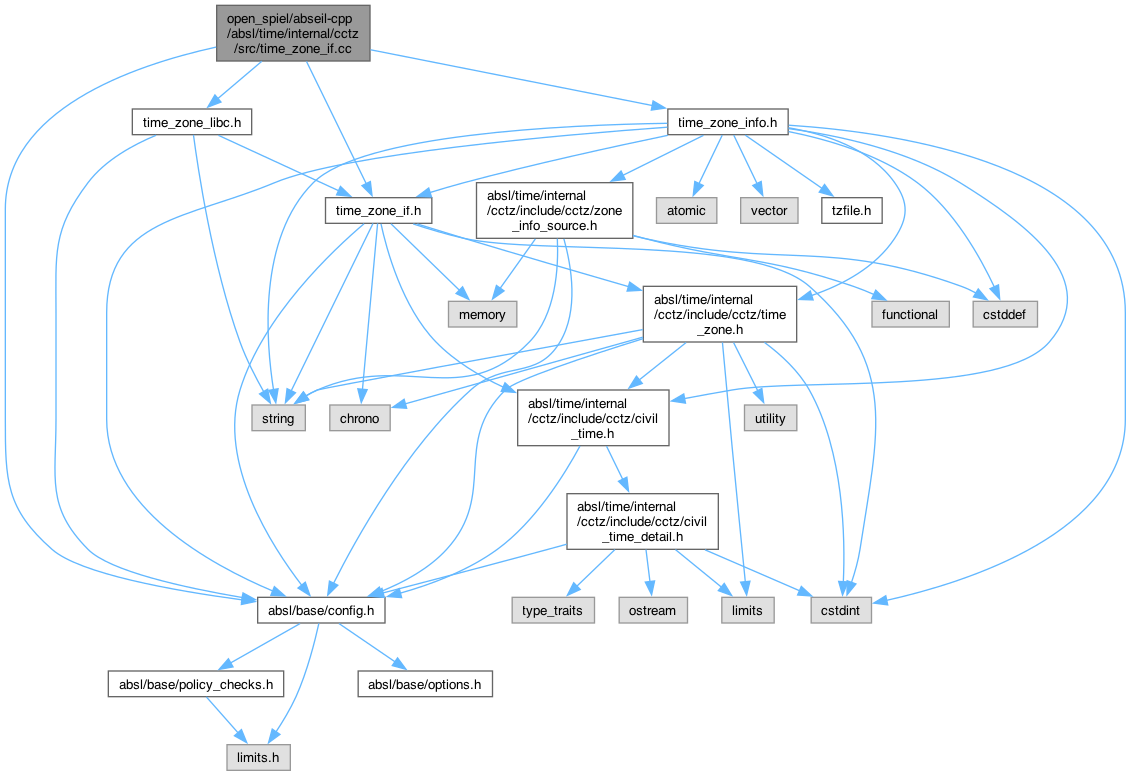 open_spiel/abseil-cpp
/absl/time/internal/cctz
/src/time_zone_if.cc
time_zone_libc.h
time_zone_info.h
time_zone_if.h
absl/time/internal
/cctz/include/cctz/zone
_info_source.h
atomic
vector
tzfile.h
memory
absl/time/internal
/cctz/include/cctz/time
_zone.h
functional
cstddef
string
chrono
absl/time/internal
/cctz/include/cctz/civil
_time.h
utility
absl/time/internal
/cctz/include/cctz/civil
_time_detail.h
absl/base/config.h
type_traits
ostream
limits
cstdint
absl/base/policy_checks.h
absl/base/options.h
limits.h